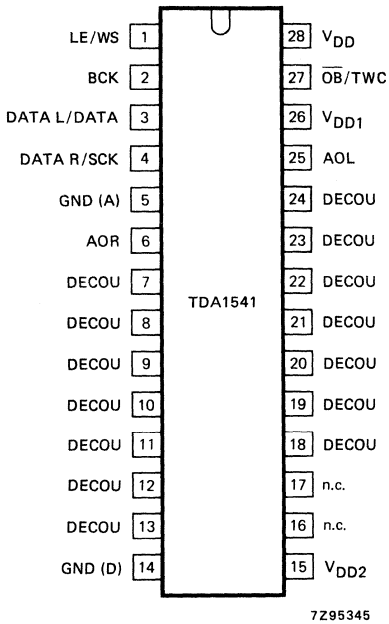 LE/WS 1 28 VDD
BCK 2 27 O̅B̅/TWC
DATA L/DATA 3 26 VDD1
DATA R/SCK 4 25 AOL
GND (A) 5 24 DECOU
AOR 6 23 DECOU
DECOU 7 22 DECOU
TDA1541
DECOU 8 21 DECOU
DECOU 9 20 DECOU
DECOU 10 19 DECOU
DECOU 11 18 DECOU
DECOU 12 17 n.c.
DECOU 13 16 n.c.
GND (D) 14 15 VDD2
7Z95345